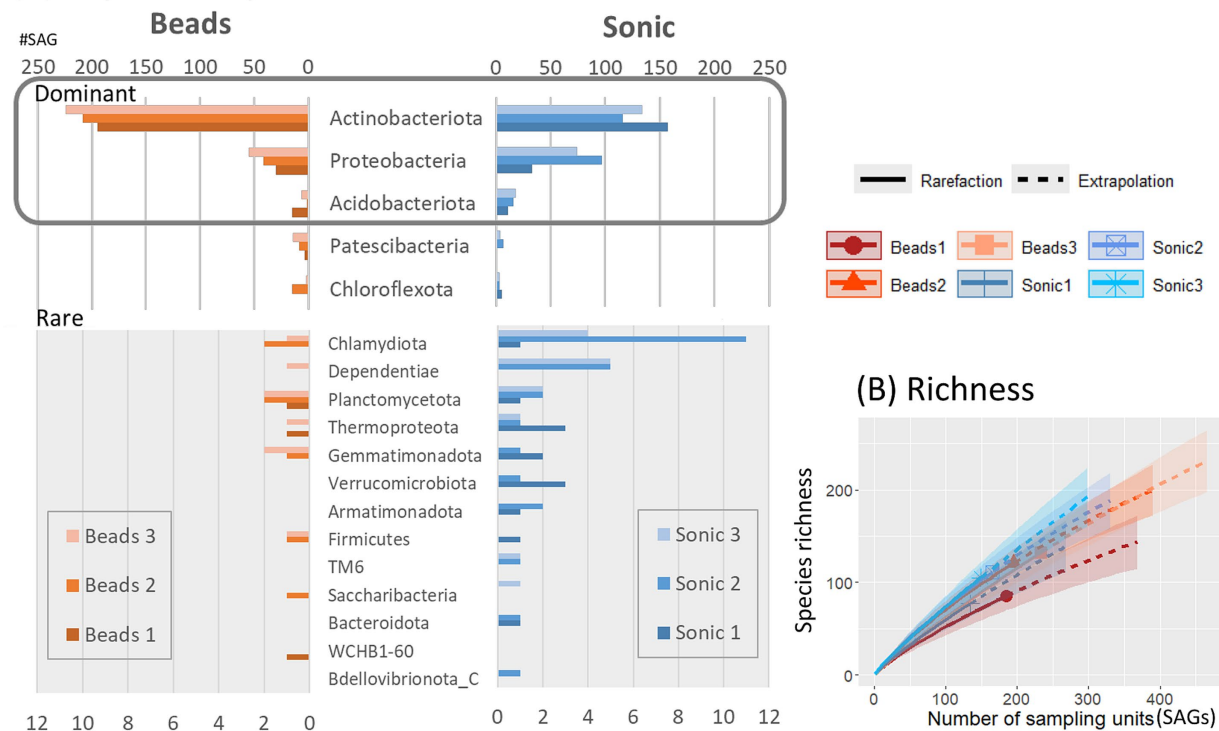 Beads
Sonic
#SAG
250 200 150 100 50 0
0 50 100 150 200 250
Dominant
Actinobacteriota
Proteobacteria
Acidobacteriota
Patescibacteria
Chloroflexota
Rare
Chlamydiota
Dependentiae
Planctomycetota
Thermoproteota
Gemmatimonadota
Verrucomicrobiota
Armatimonadota
Firmicutes
TM6
Saccharibacteria
Bacteroidota
WCHB1-60
Bdellovibrionota_C
Beads 3
Beads 2
Beads 1
Sonic 3
Sonic 2
Sonic 1
12 10 8 6 4 2 0
0 2 4 6 8 10 12
Rarefaction
Extrapolation
Beads1
Beads3
Sonic2
Beads2
Sonic1
Sonic3
(B) Richness
Species richness
200
100
0
0 100 200 300 400
Number of sampling units(SAGs)